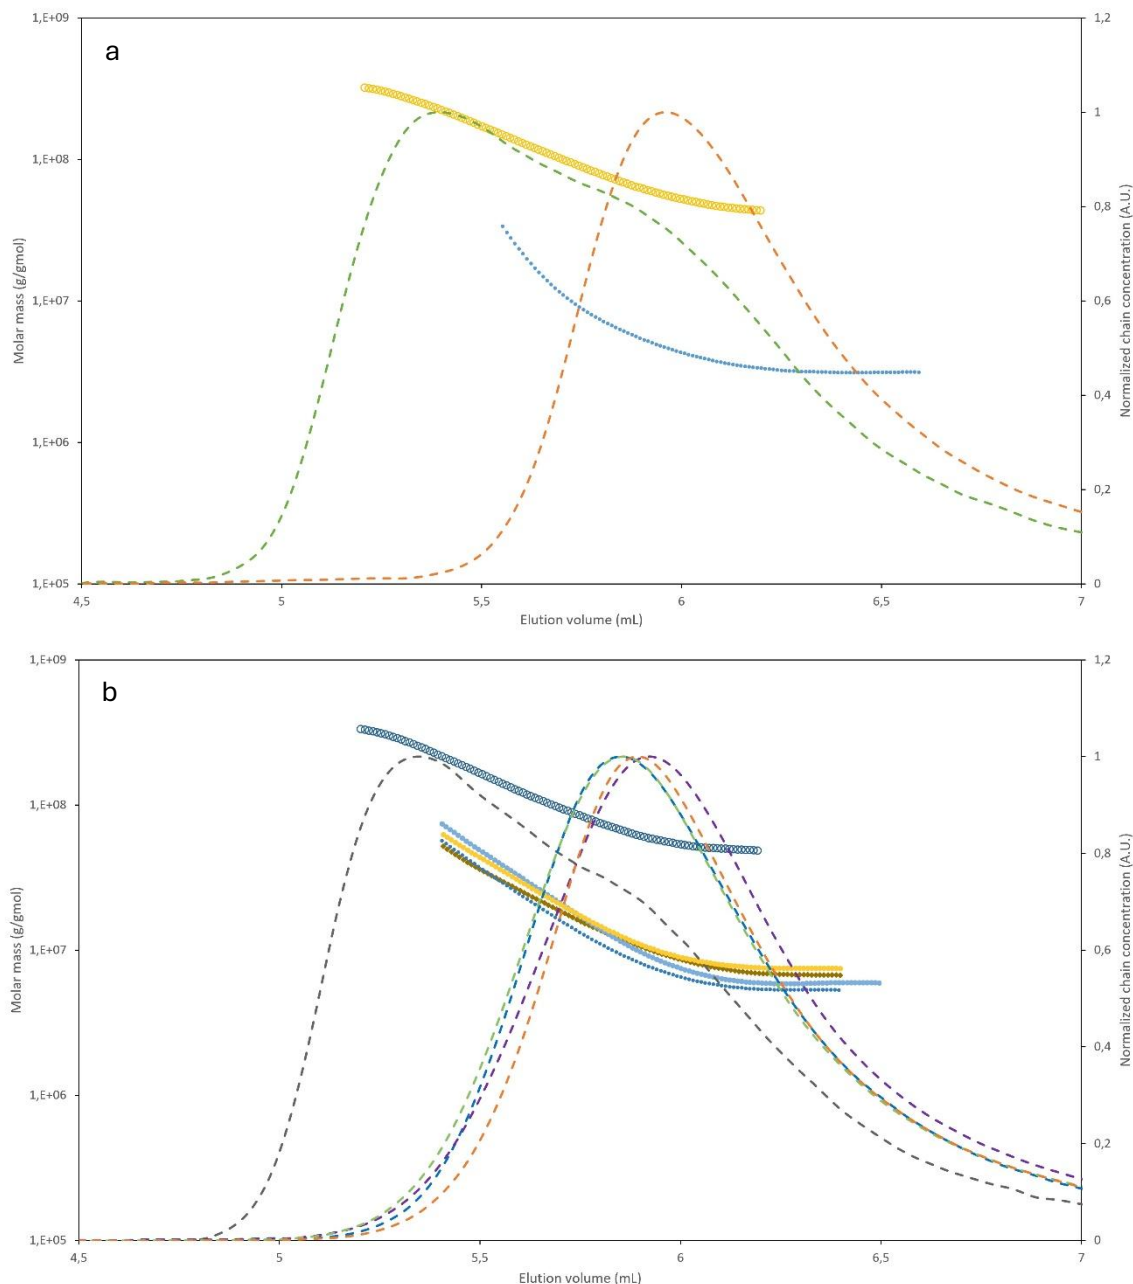 a
1,E+09
1,E+08
1,E+07
1,E+06
1,E+05
Molar mass (g/gmol)
1,2
1
0,8
0,6
0,4
0,2
0
Normalized chain concentration (A.U.)
4,5
5
5,5
6
6,5
7
Elution volume (mL)
b
1,E+09
1,E+08
1,E+07
1,E+06
1,E+05
Molar mass (g/gmol)
1,2
1
0,8
0,6
0,4
0,2
0
Normalized chain concentration (A.U.)
4,5
5
5,5
6
6,5
7
Elution volume (mL)